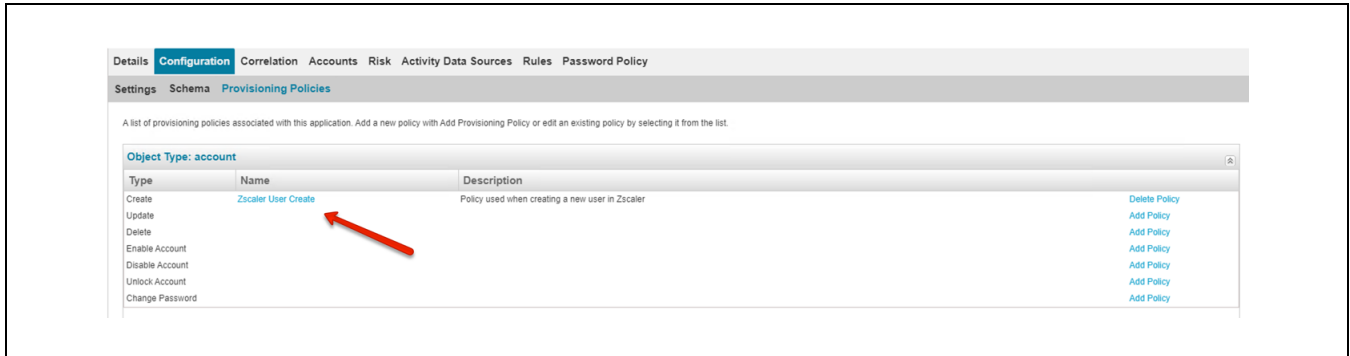 Details Configuration Correlation Accounts Risk Activity Data Sources Rules Password Policy
Settings Schema Provisioning Policies
A list of provisioning policies associated with this application. Add a new policy with Add Provisioning Policy or edit an existing policy by selecting it from the list.
Object Type: account
Type Name Description
Create Zscaler User Create Policy used when creating a new user in Zscaler Delete Policy
Update Add Policy
Delete Add Policy
Enable Account Add Policy
Disable Account Add Policy
Unlock Account Add Policy
Change Password Add Policy